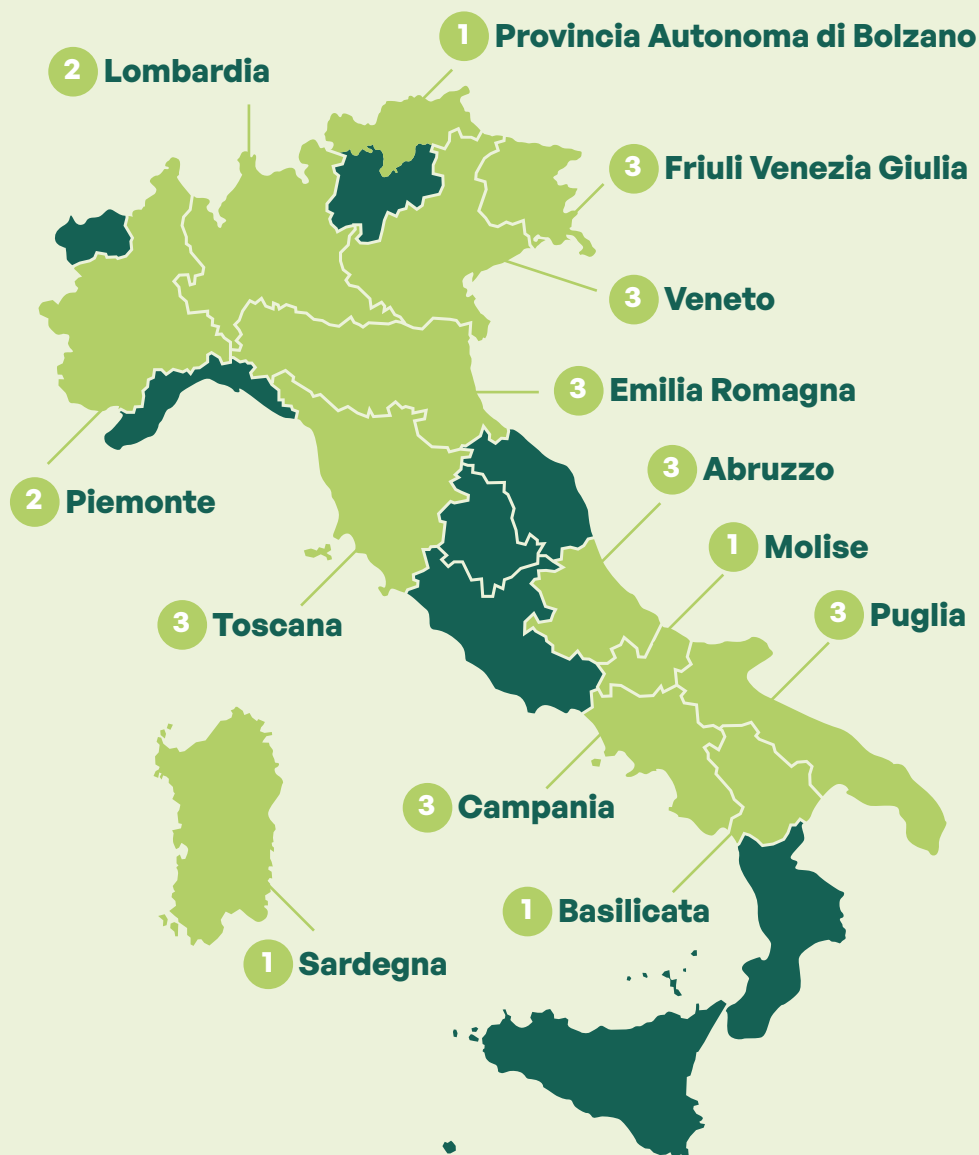 1 Provincia Autonoma di Bolzano
2 Lombardia
3 Friuli Venezia Giulia
3 Veneto
3 Emilia Romagna
3 Abruzzo
2 Piemonte
1 Molise
3 Puglia
3 Toscana
3 Campania
1 Basilicata
1 Sardegna